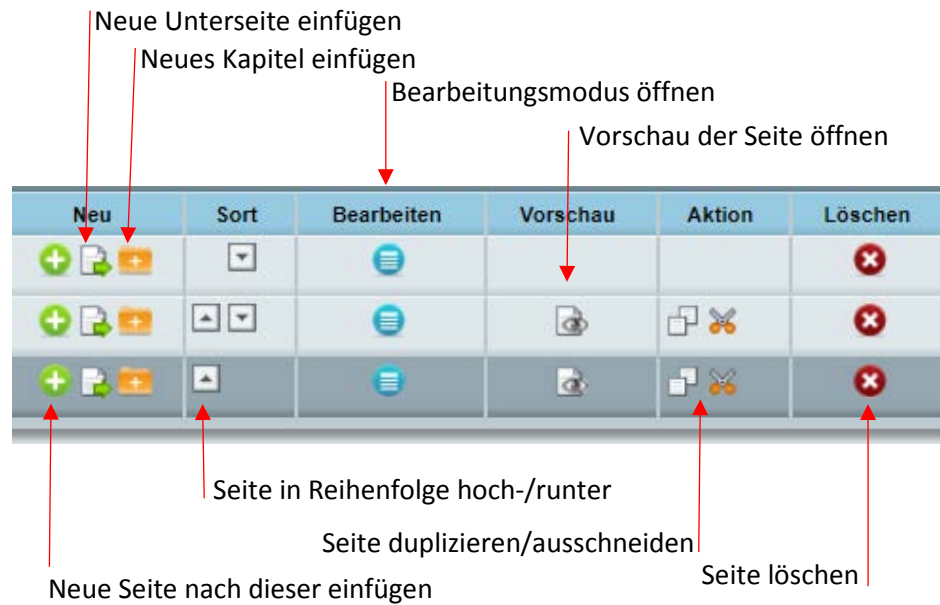 Neue Unterseite einfügen
Neues Kapitel einfügen
Bearbeitungsmodus öffnen
Vorschau der Seite öffnen
Neu Sort Bearbeiten Vorschau Aktion Löschen
Seite in Reihenfolge hoch-/runter
Seite duplizieren/ausschneiden
Seite löschen
Neue Seite nach dieser einfügen